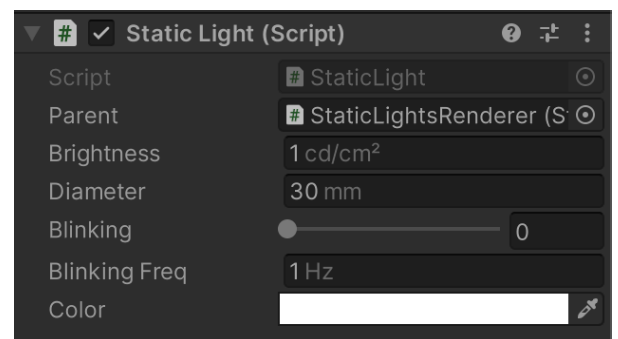 Static Light (Script)
Script # StaticLight
Parent # StaticLightsRenderer (S
Brightness 1 cd/cm²
Diameter 30 mm
Blinking 0
Blinking Freq 1 Hz
Color